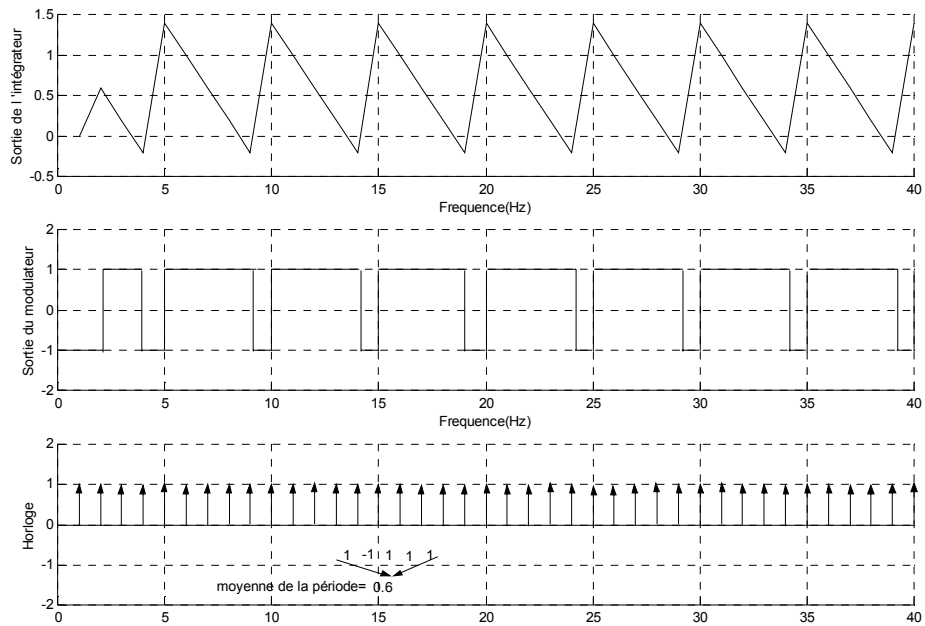 1.5
1
0.5
0
-0.5
Sortie de l 'intégrateur
0 5 10 15 20 25 30 35 40
Frequence(Hz)
2
1
0
-1
-2
Sortie du modulateur
0 5 10 15 20 25 30 35 40
Frequence(Hz)
2
1
0
-1
-2
Horloge
1 -1 1 1 1
moyenne de la période= 0.6
0 5 10 15 20 25 30 35 40